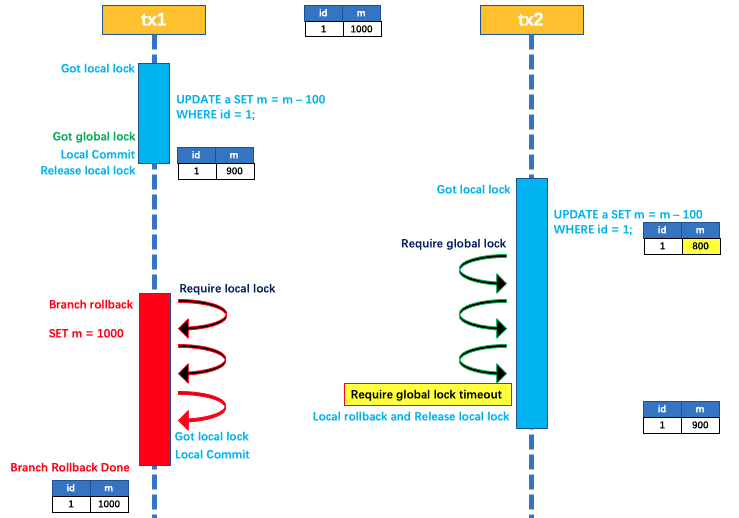 tx1
id m
1 1000
tx2
Got local lock
UPDATE a SET m = m – 100
WHERE id = 1;
Got global lock
Local Commit
Release local lock
id m
1 900
Got local lock
UPDATE a SET m = m – 100
WHERE id = 1;
id m
1 800
Require global lock
Require local lock
Branch rollback
SET m = 1000
Require global lock timeout
Local rollback and Release local lock
id m
1 900
Got local lock
Local Commit
Branch Rollback Done
id m
1 1000